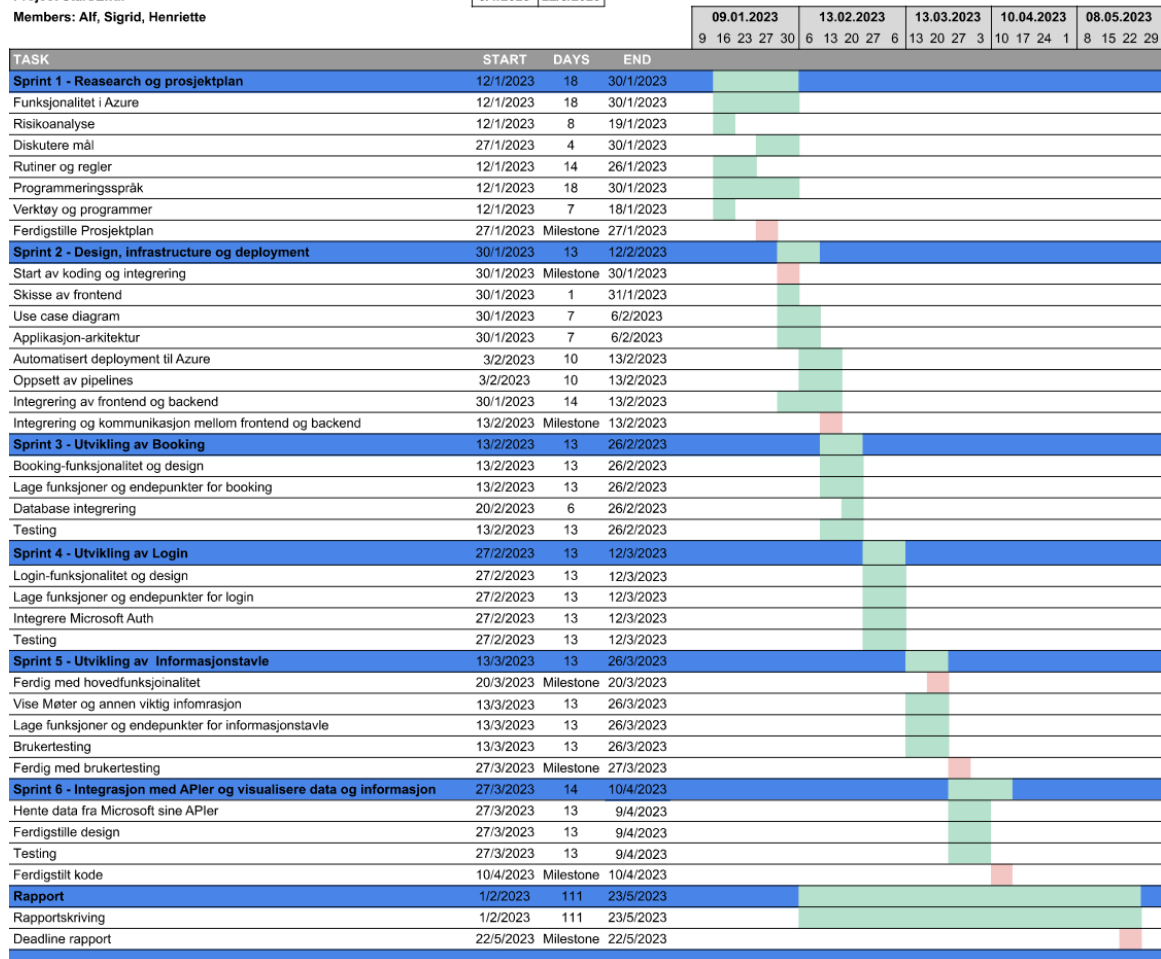 Members: Alf, Sigrid, Henriette
09.01.2023 13.02.2023 13.03.2023 10.04.2023 08.05.2023
9 16 23 27 30 6 13 20 27 6 13 20 27 3 10 17 24 1 8 15 22 29
TASK START DAYS END
Sprint 1 - Reasearch og prosjektplan 12/1/2023 18 30/1/2023
Funksjonalitet i Azure 12/1/2023 18 30/1/2023
Risikoanalyse 12/1/2023 8 19/1/2023
Diskutere mål 27/1/2023 4 30/1/2023
Rutiner og regler 12/1/2023 14 26/1/2023
Programmeringsspråk 12/1/2023 18 30/1/2023
Verktøy og programmer 12/1/2023 7 18/1/2023
Ferdigstille Prosjektplan 27/1/2023 Milestone 27/1/2023
Sprint 2 - Design, infrastructure og deployment 30/1/2023 13 12/2/2023
Start av koding og integrering 30/1/2023 Milestone 30/1/2023
Skisse av frontend 30/1/2023 1 31/1/2023
Use case diagram 30/1/2023 7 6/2/2023
Applikasjon-arkitektur 30/1/2023 7 6/2/2023
Automatisert deployment til Azure 3/2/2023 10 13/2/2023
Oppsett av pipelines 3/2/2023 10 13/2/2023
Integrering av frontend og backend 30/1/2023 14 13/2/2023
Integrering og kommunikasjon mellom frontend og backend 13/2/2023 Milestone 13/2/2023
Sprint 3 - Utvikling av Booking 13/2/2023 13 26/2/2023
Booking-funksjonalitet og design 13/2/2023 13 26/2/2023
Lage funksjoner og endepunkter for booking 13/2/2023 13 26/2/2023
Database integrering 20/2/2023 6 26/2/2023
Testing 13/2/2023 13 26/2/2023
Sprint 4 - Utvikling av Login 27/2/2023 13 12/3/2023
Login-funksjonalitet og design 27/2/2023 13 12/3/2023
Lage funksjoner og endepunkter for login 27/2/2023 13 12/3/2023
Integrere Microsoft Auth 27/2/2023 13 12/3/2023
Testing 27/2/2023 13 12/3/2023
Sprint 5 - Utvikling av Informasjonstavle 13/3/2023 13 26/3/2023
Ferdig med hovedfunksjoinalitet 20/3/2023 Milestone 20/3/2023
Vise Møter og annen viktig infomrasjon 13/3/2023 13 26/3/2023
Lage funksjoner og endepunkter for informasjonstavle 13/3/2023 13 26/3/2023
Brukertesting 13/3/2023 13 26/3/2023
Ferdig med brukertesting 27/3/2023 Milestone 27/3/2023
Sprint 6 - Integrasjon med APIer og visualisere data og informasjon 27/3/2023 14 10/4/2023
Hente data fra Microsoft sine APIer 27/3/2023 13 9/4/2023
Ferdigstille design 27/3/2023 13 9/4/2023
Testing 27/3/2023 13 9/4/2023
Ferdigstilt kode 10/4/2023 Milestone 10/4/2023
Rapport 1/2/2023 111 23/5/2023
Rapportskriving 1/2/2023 111 23/5/2023
Deadline rapport 22/5/2023 Milestone 22/5/2023